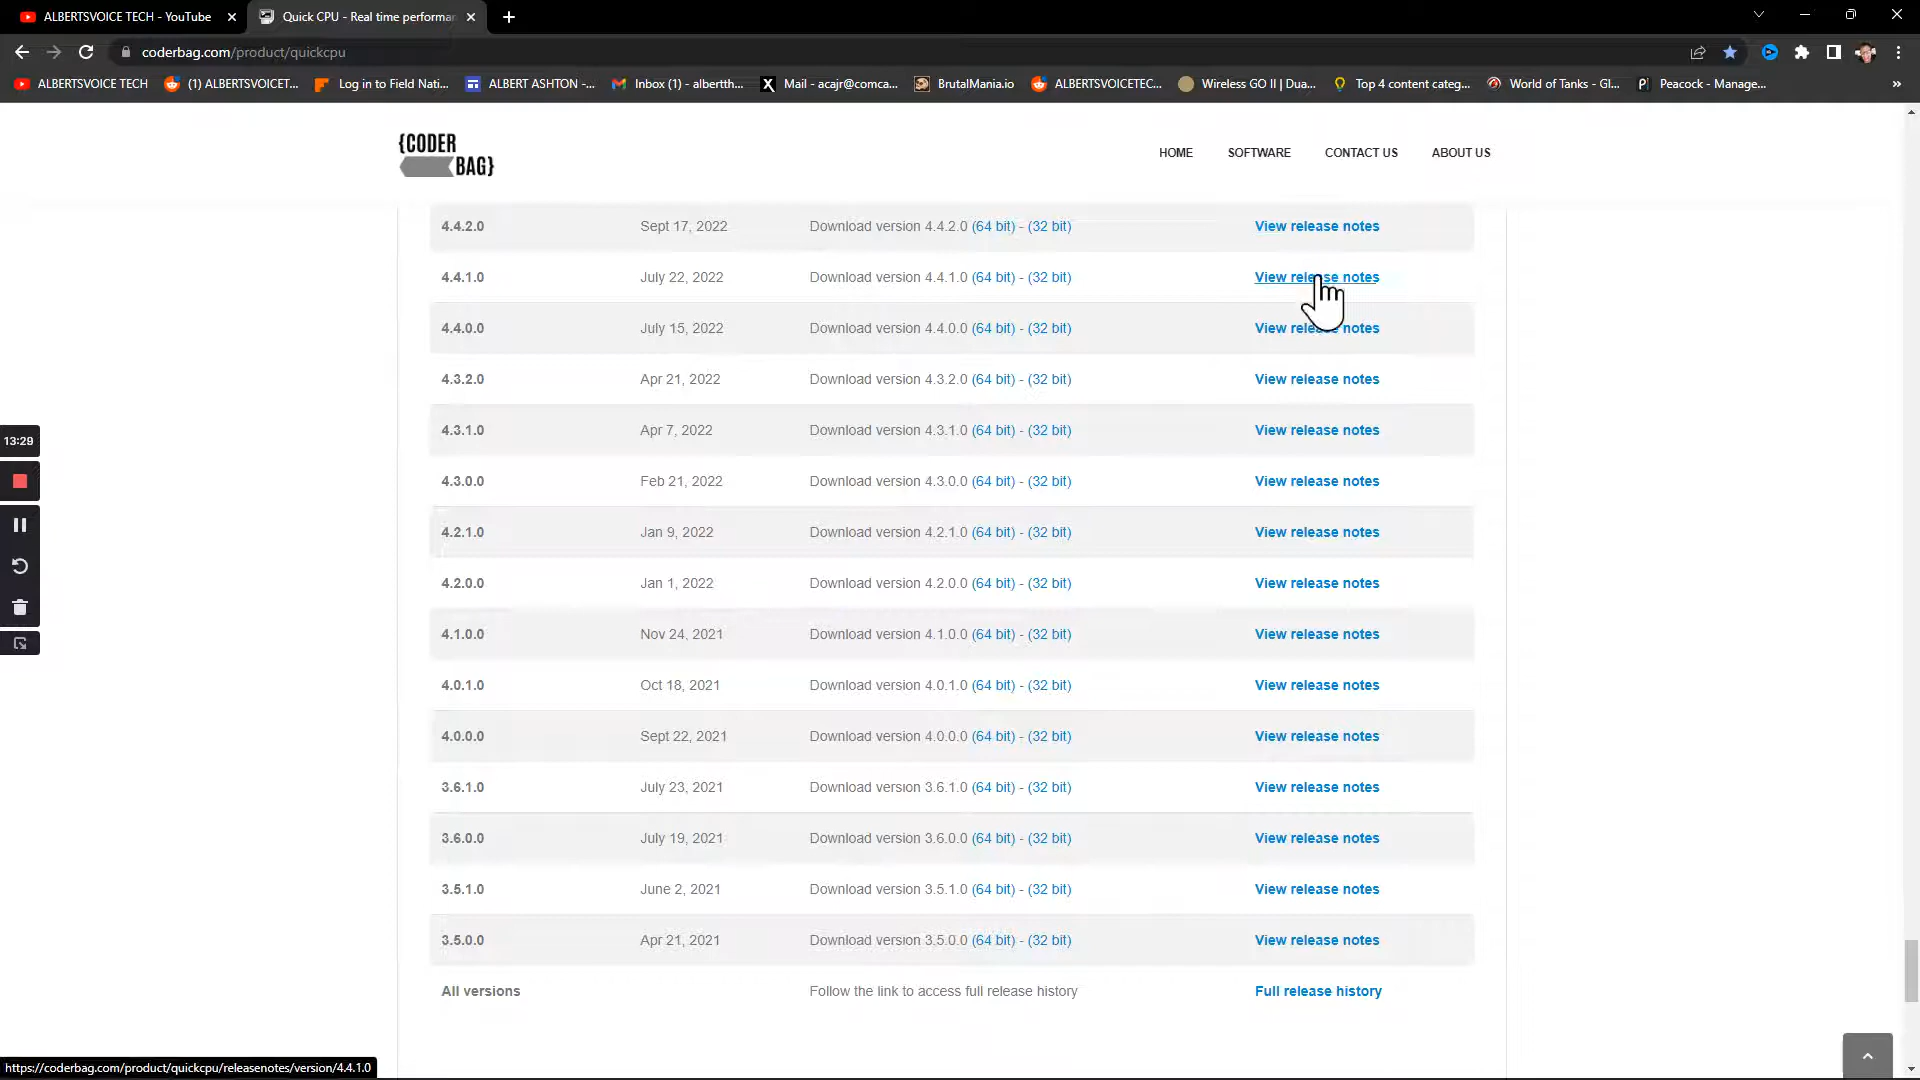 ALBERTSVOICE TECH - YouTube
Quick CPU - Real time performa
coderbag.com/product/quickcpu
ALBERTSVOICE TECH
(1) ALBERTSVOICET...
Log in to Field Nati...
ALBERT ASHTON -...
Inbox (1) - albertth...
Mail - acajr@comca...
BrutalMania.io
ALBERTSVOICETEC...
Wireless GO II | Dua...
Top 4 content categ...
World of Tanks - Gl...
Peacock - Manage...
{CODER BAG}
HOME SOFTWARE CONTACT US ABOUT US
4.4.2.0 Sept 17, 2022 Download version 4.4.2.0 (64 bit) - (32 bit) View release notes
4.4.1.0 July 22, 2022 Download version 4.4.1.0 (64 bit) - (32 bit) View release notes
4.4.0.0 July 15, 2022 Download version 4.4.0.0 (64 bit) - (32 bit) View release notes
4.3.2.0 Apr 21, 2022 Download version 4.3.2.0 (64 bit) - (32 bit) View release notes
4.3.1.0 Apr 7, 2022 Download version 4.3.1.0 (64 bit) - (32 bit) View release notes
4.3.0.0 Feb 21, 2022 Download version 4.3.0.0 (64 bit) - (32 bit) View release notes
4.2.1.0 Jan 9, 2022 Download version 4.2.1.0 (64 bit) - (32 bit) View release notes
4.2.0.0 Jan 1, 2022 Download version 4.2.0.0 (64 bit) - (32 bit) View release notes
4.1.0.0 Nov 24, 2021 Download version 4.1.0.0 (64 bit) - (32 bit) View release notes
4.0.1.0 Oct 18, 2021 Download version 4.0.1.0 (64 bit) - (32 bit) View release notes
4.0.0.0 Sept 22, 2021 Download version 4.0.0.0 (64 bit) - (32 bit) View release notes
3.6.1.0 July 23, 2021 Download version 3.6.1.0 (64 bit) - (32 bit) View release notes
3.6.0.0 July 19, 2021 Download version 3.6.0.0 (64 bit) - (32 bit) View release notes
3.5.1.0 June 2, 2021 Download version 3.5.1.0 (64 bit) - (32 bit) View release notes
3.5.0.0 Apr 21, 2021 Download version 3.5.0.0 (64 bit) - (32 bit) View release notes
All versions Follow the link to access full release history Full release history
13:29
https://coderbag.com/product/quickcpu/releasenotes/version/4.4.1.0